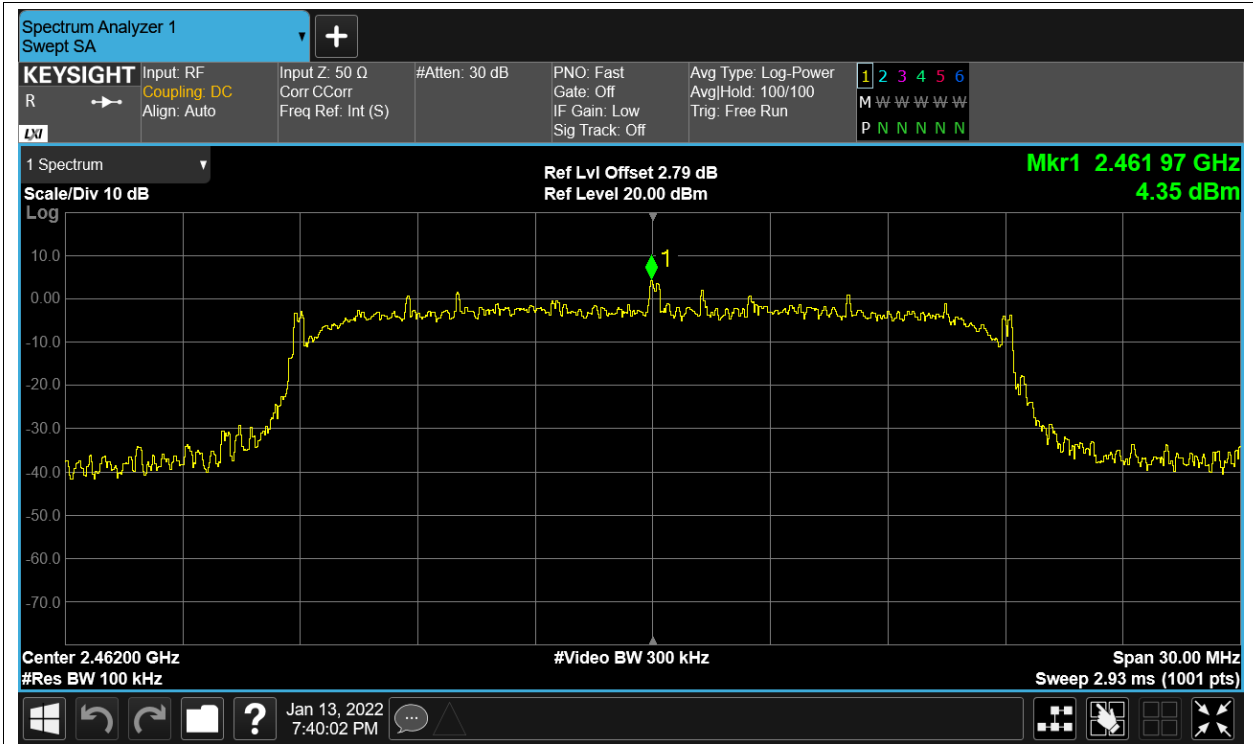 Spectrum Analyzer 1
Swept SA
+
KEYSIGHT
R
LXI
Input: RF
Coupling: DC
Align: Auto
Input Z: 50 Ω
Corr CCorr
Freq Ref: Int (S)
#Atten: 30 dB
PNO: Fast
Gate: Off
IF Gain: Low
Sig Track: Off
Avg Type: Log-Power
Avg|Hold: 100/100
Trig: Free Run
1 2 3 4 5 6
M W W W W W
P N N N N N
1 Spectrum
Scale/Div 10 dB
Log
Ref Lvl Offset 2.79 dB
Ref Level 20.00 dBm
Mkr1 2.461 97 GHz
4.35 dBm
1
10.0
0.00
-10.0
-20.0
-30.0
-40.0
-50.0
-60.0
-70.0
Center 2.46200 GHz
#Res BW 100 kHz
#Video BW 300 kHz
Span 30.00 MHz
Sweep 2.93 ms (1001 pts)
?
Jan 13, 2022
7:40:02 PM